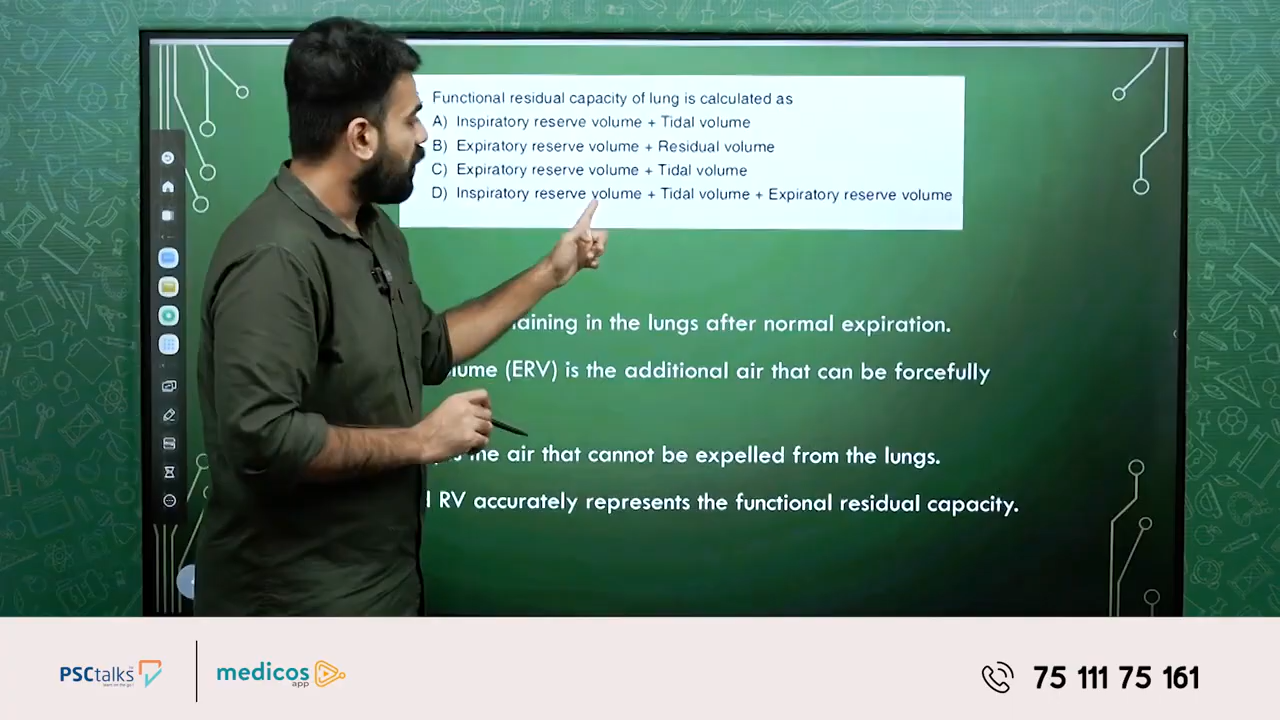 Functional residual capacity of lung is calculated as
A) Inspiratory reserve volume + Tidal volume
B) Expiratory reserve volume + Residual volume
C) Expiratory reserve volume + Tidal volume
D) Inspiratory reserve volume + Tidal volume + Expiratory reserve volume
in the lungs after normal expiration.
(ERV) is the additional air that can be forcefully
the air that cannot be expelled from the lungs.
RV accurately represents the functional residual capacity.
PSCtalks
medicos
app
75 111 75 161